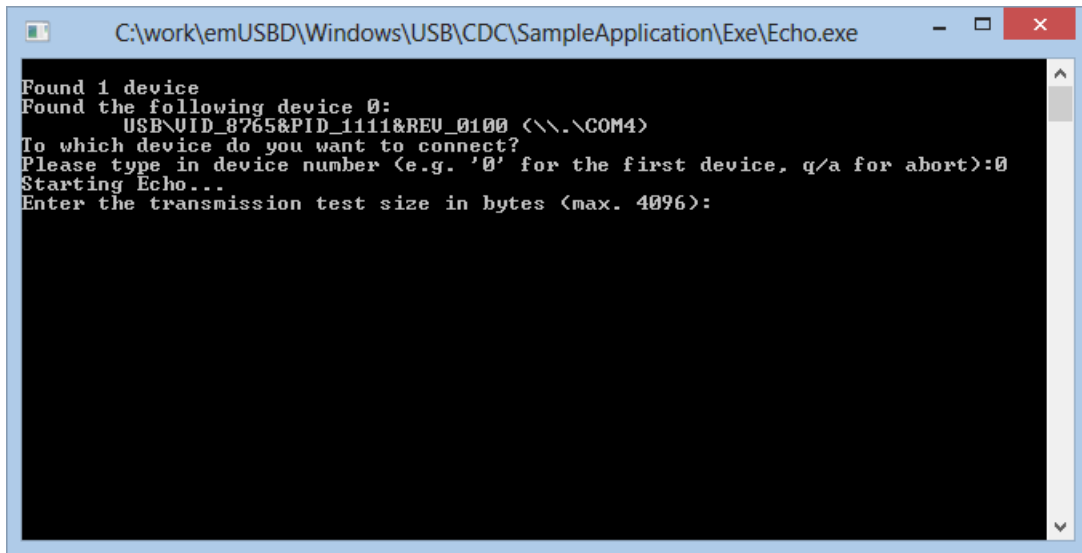 C:\work\emUSBD\Windows\USB\CDC\SampleApplication\Exe\Echo.exe
Found 1 device
Found the following device 0:
USB\VID_8765&PID_1111&REV_0100 (\\.\COM4)
To which device do you want to connect?
Please type in device number (e.g. '0' for the first device, q/a for abort):0
Starting Echo...
Enter the transmission test size in bytes (max. 4096):